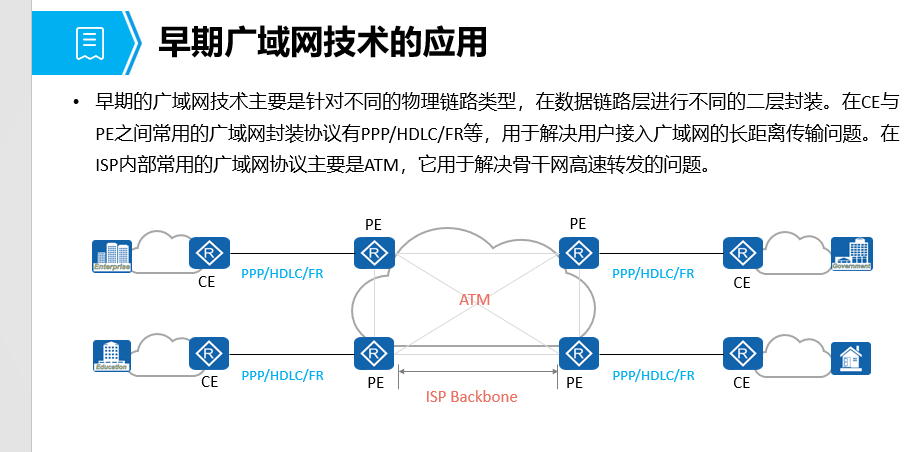 早期广域网技术的应用
• 早期的广域网技术主要是针对不同的物理链路类型，在数据链路层进行不同的二层封装。在CE与
PE之间常用的广域网封装协议有PPP/HDLC/FR等，用于解决用户接入广域网的长距离传输问题。在
ISP内部常用的广域网协议主要是ATM，它用于解决骨干网高速转发的问题。
PE
PE
Enterprise
R
R
R
R
Government
CE
PPP/HDLC/FR
PPP/HDLC/FR
CE
ATM
Education
R
R
R
R
CE
PPP/HDLC/FR
PE
PE
PPP/HDLC/FR
CE
ISP Backbone